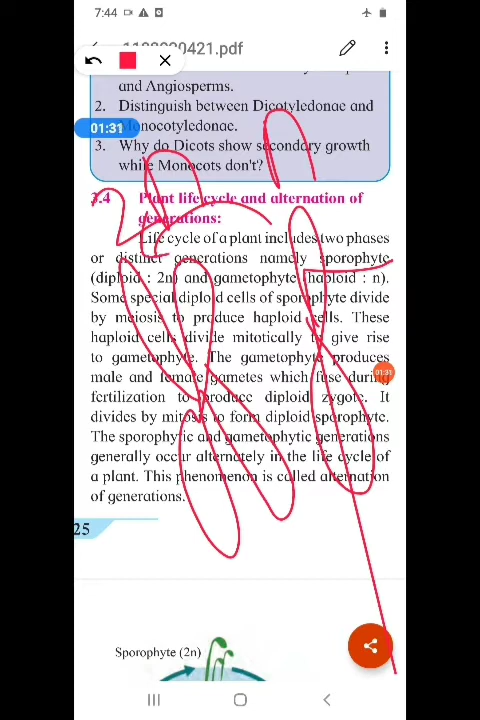 7:44
1188000421.pdf
and Angiosperms.
2. Distinguish between Dicotyledonae and
Monocotyledonae.
01:31
3. Why do Dicots show secondary growth
while Monocots don't?
3.4 Plant life cycle and alternation of
generations:
Life cycle of a plant includes two phases
or distinct generations namely sporophyte
(diploid : 2n) and gametophyte (haploid : n).
Some special diploid cells of sporophyte divide
by meiosis to produce haploid cells. These
haploid cells divide mitotically to give rise
to gametophyte. The gametophyte produces
male and female gametes which fuse during
01:31
fertilization to produce diploid zygote. It
divides by mitosis to form diploid sporophyte.
The sporophytic and gametophytic generations
generally occur alternately in the life cycle of
a plant. This phenomenon is called alternation
of generations.
25
Sporophyte (2n)